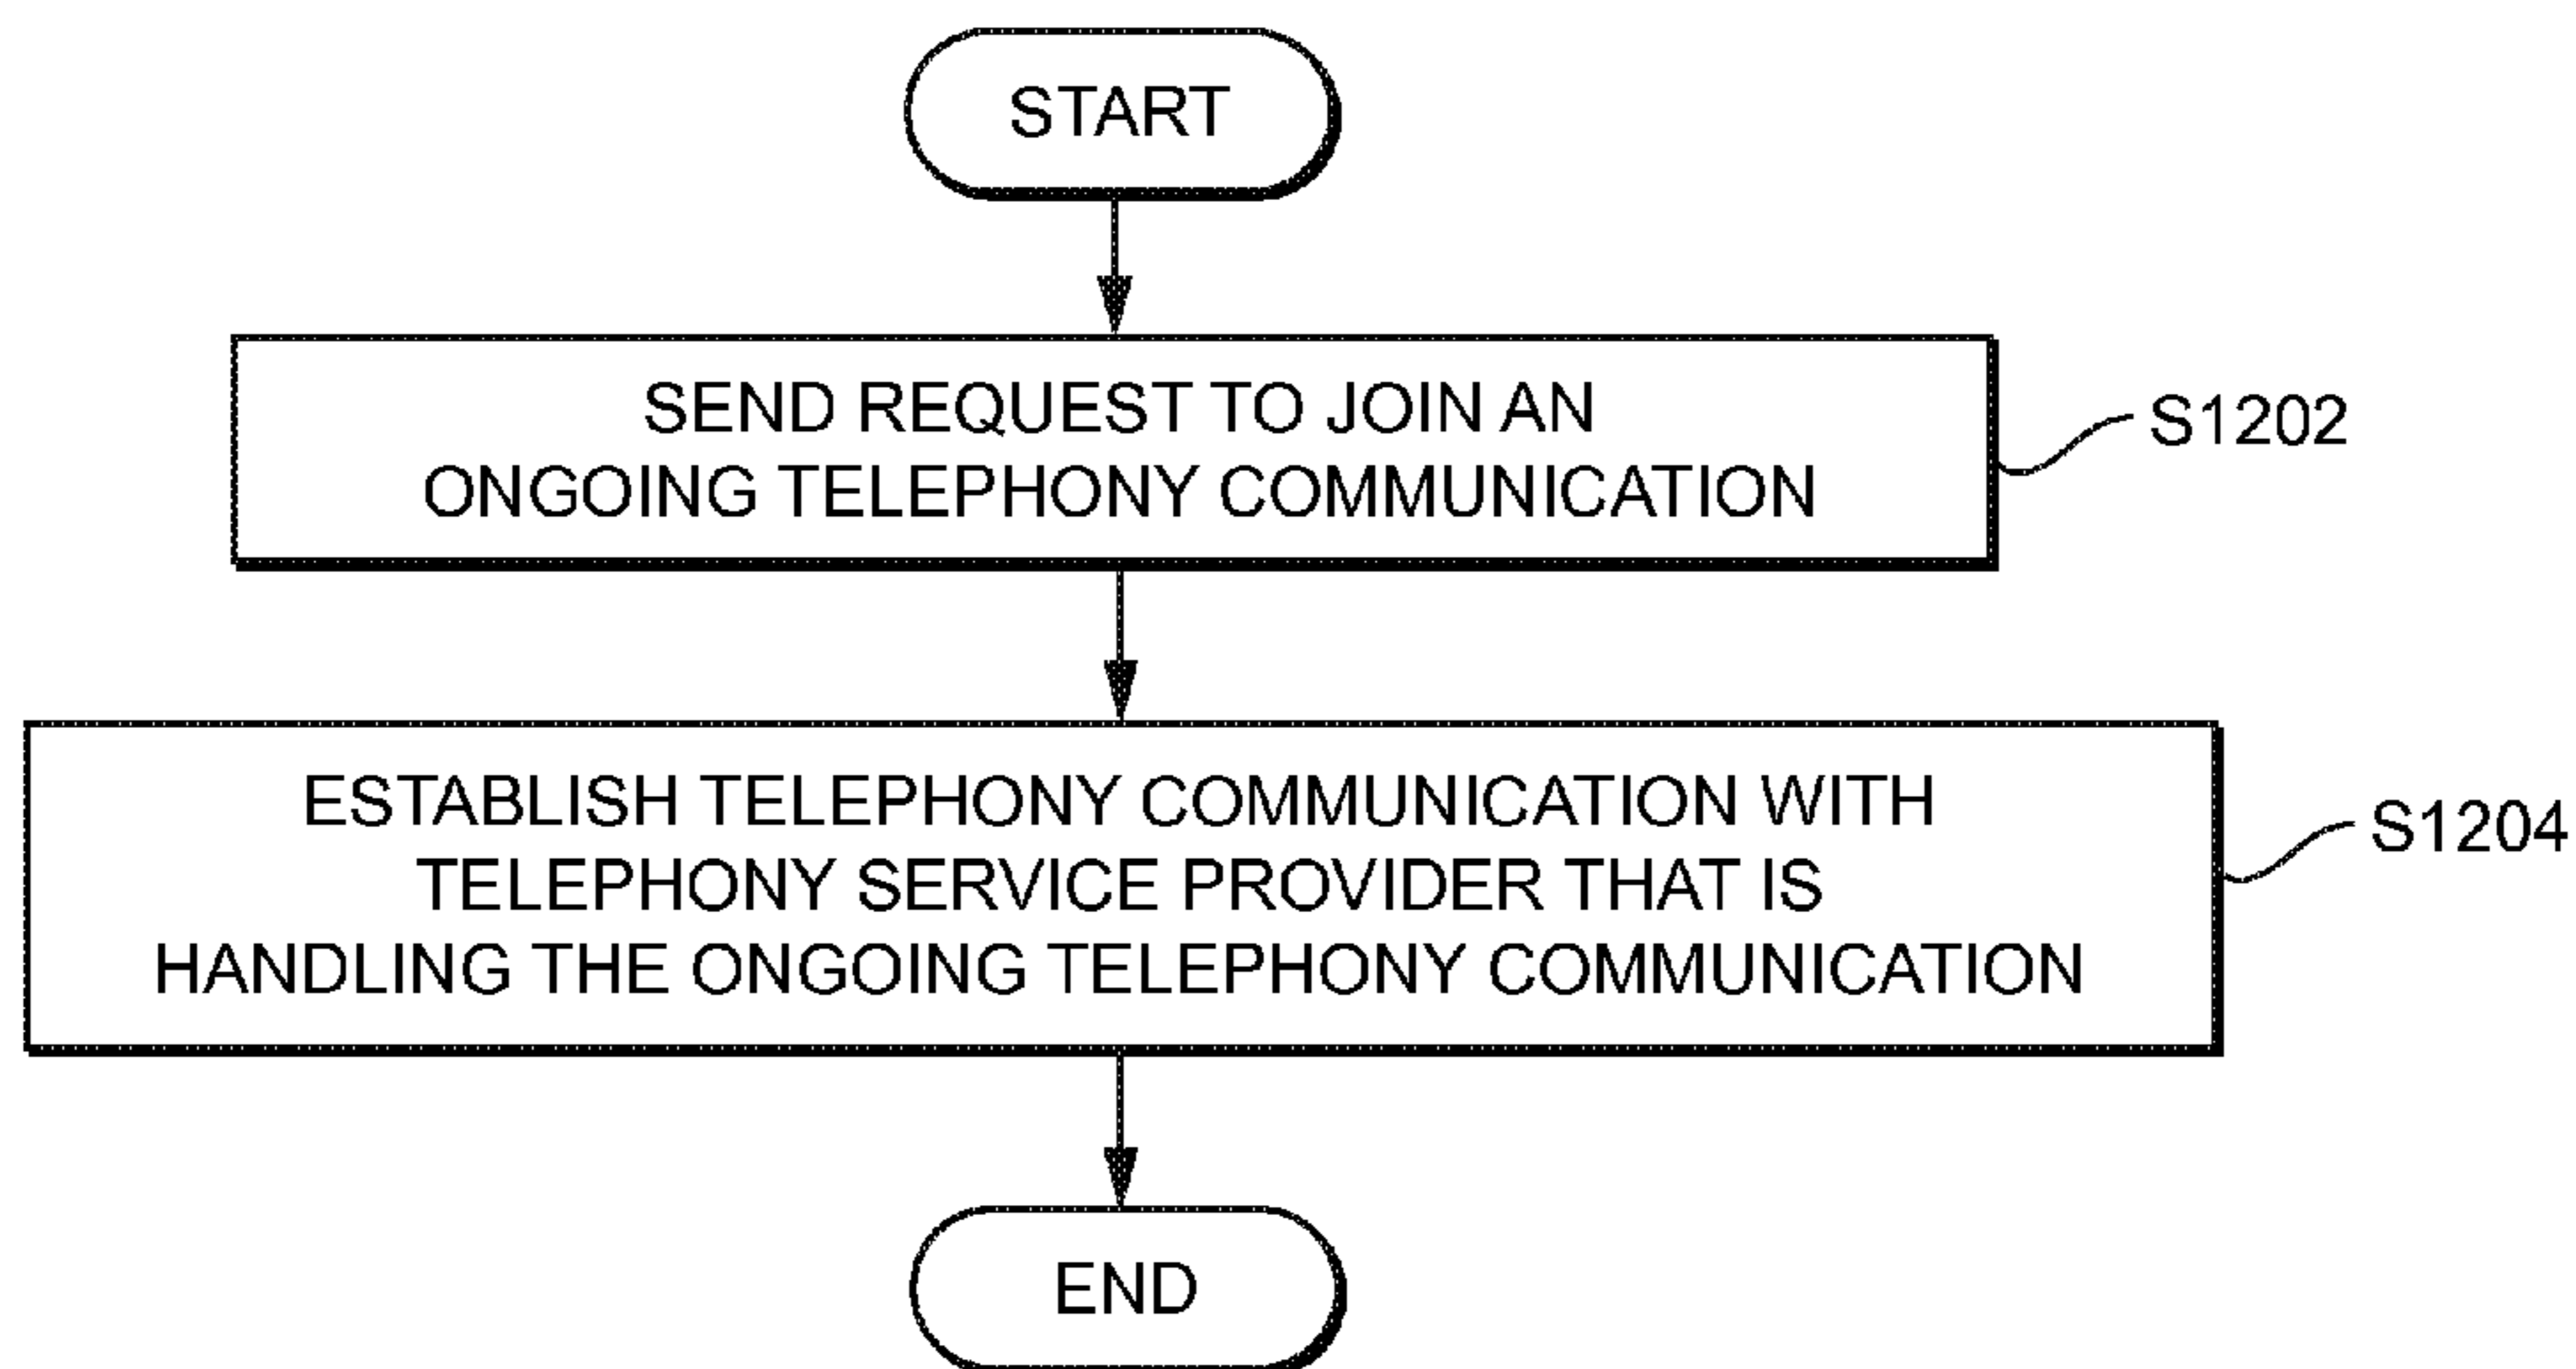 START
SEND REQUEST TO JOIN AN
ONGOING TELEPHONY COMMUNICATION
S1202
ESTABLISH TELEPHONY COMMUNICATION WITH
TELEPHONY SERVICE PROVIDER THAT IS
HANDLING THE ONGOING TELEPHONY COMMUNICATION
S1204
END